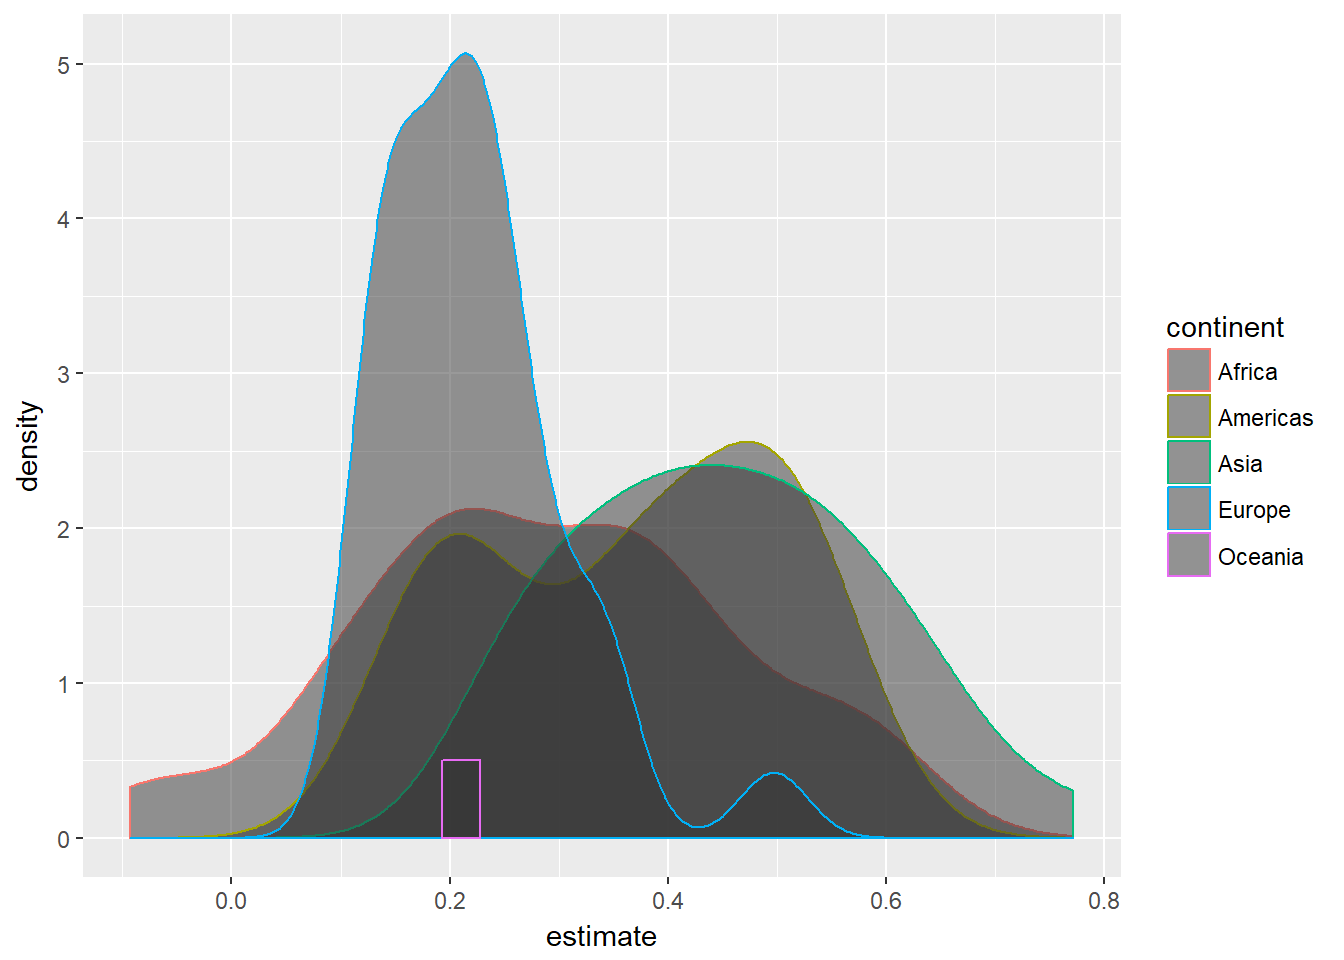 5
4
3
2
1
0
density
0.0 0.2 0.4 0.6 0.8
estimate
continent
Africa
Americas
Asia
Europe
Oceania